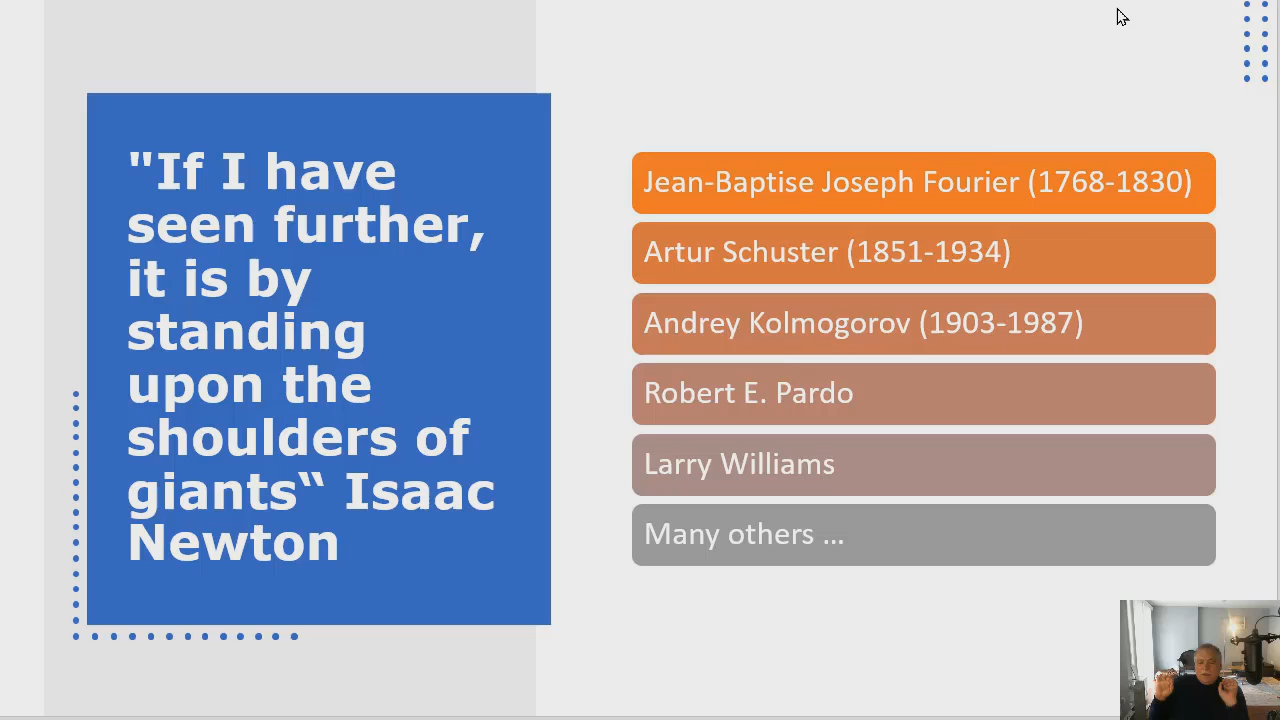 "If I have
seen further,
it is by
standing
upon the
shoulders of
giants“ Isaac
Newton
Jean-Baptise Joseph Fourier (1768-1830)
Artur Schuster (1851-1934)
Andrey Kolmogorov (1903-1987)
Robert E. Pardo
Larry Williams
Many others ...